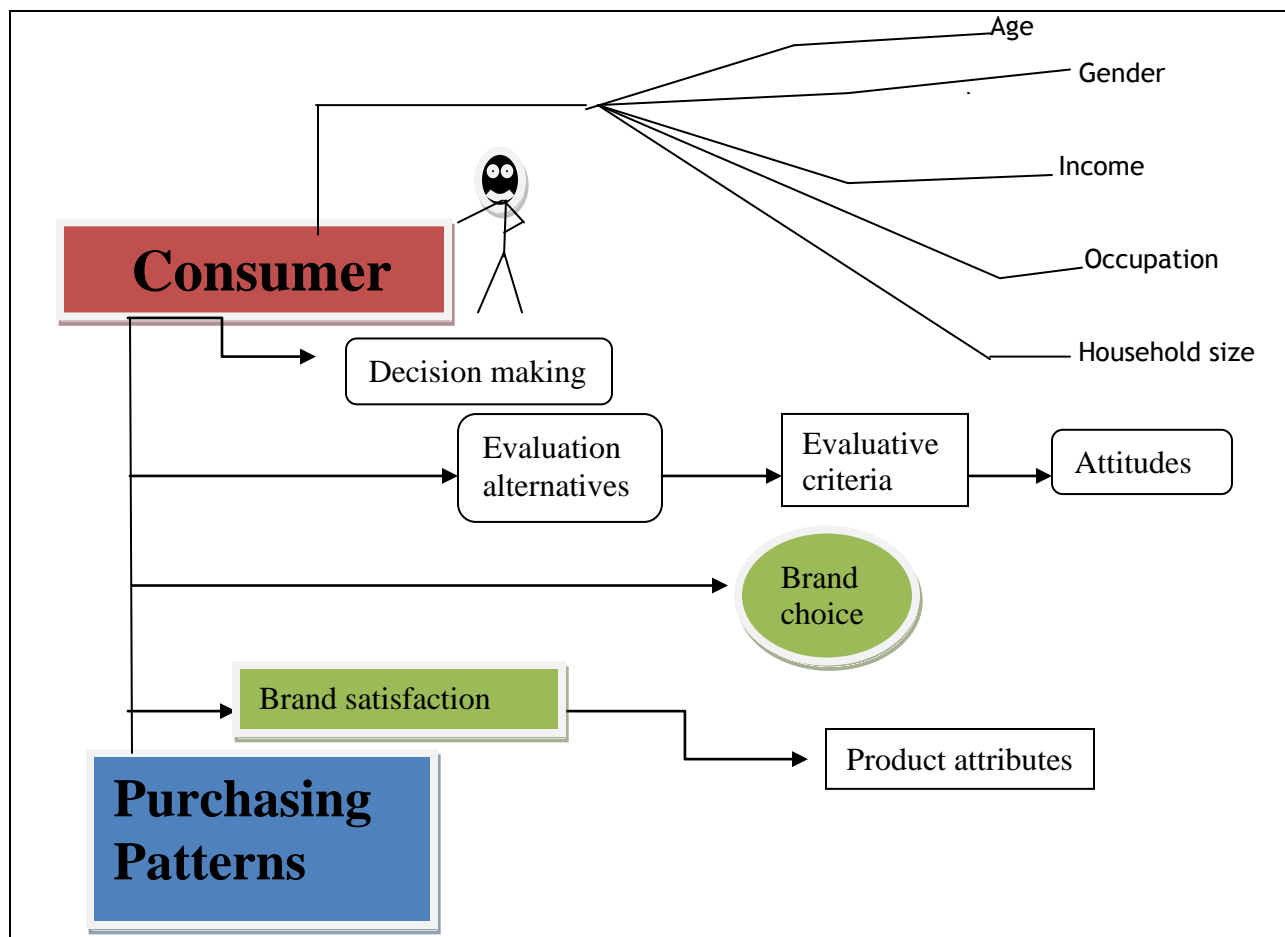 Age
Gender
Income
Consumer
Occupation
Household size
Decision making
Evaluation
alternatives
Evaluative
criteria
Attitudes
Brand
choice
Brand satisfaction
Product attributes
Purchasing
Patterns